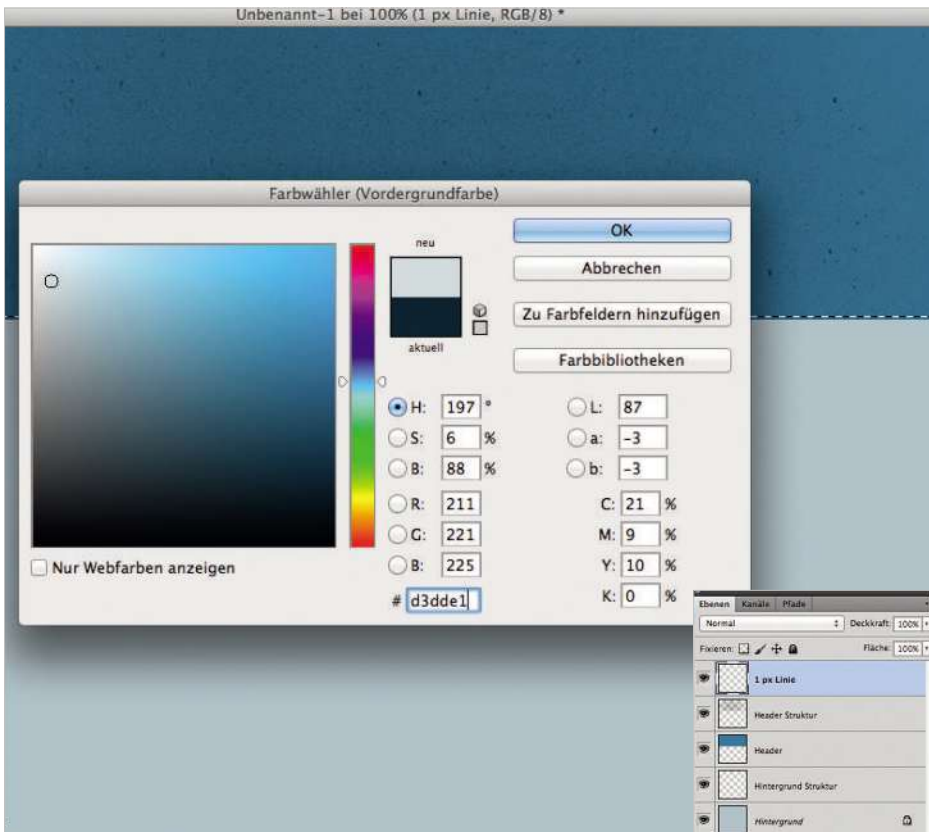 Unbenannt-1 bei 100% (1 px Linie, RGB/8) *
Farbwähler (Vordergrundfarbe)
neu
aktuell
OK
Abbrechen
Zu Farbfeldern hinzufügen
Farbbibliotheken
H: 197 °
S: 6 %
B: 88 %
R: 211
G: 221
B: 225
# d3dde1
L: 87
a: -3
b: -3
C: 21 %
M: 9 %
Y: 10 %
K: 0 %
Nur Webfarben anzeigen
Ebenen Kanäle Pfade
Normal Deckkraft: 100%
Fixieren: Fläche: 100%
1 px Linie
Header Struktur
Header
Hintergrund Struktur
Hintergrund